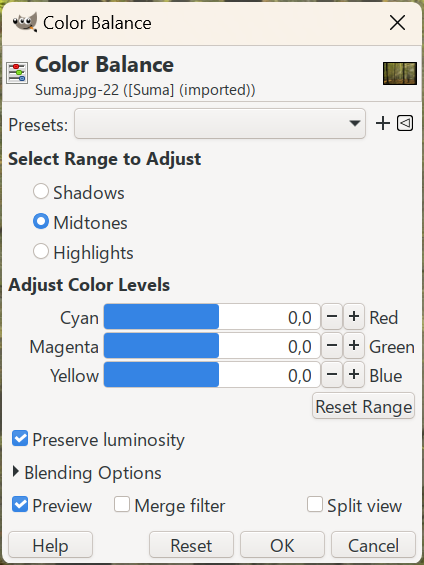 Color Balance
Color Balance
Suma.jpg-22 ([Suma] (imported))
Presets:
Select Range to Adjust
Shadows
Midtones
Highlights
Adjust Color Levels
Cyan 0,0 Red
Magenta 0,0 Green
Yellow 0,0 Blue
Reset Range
Preserve luminosity
Blending Options
Preview Merge filter Split view
Help Reset OK Cancel